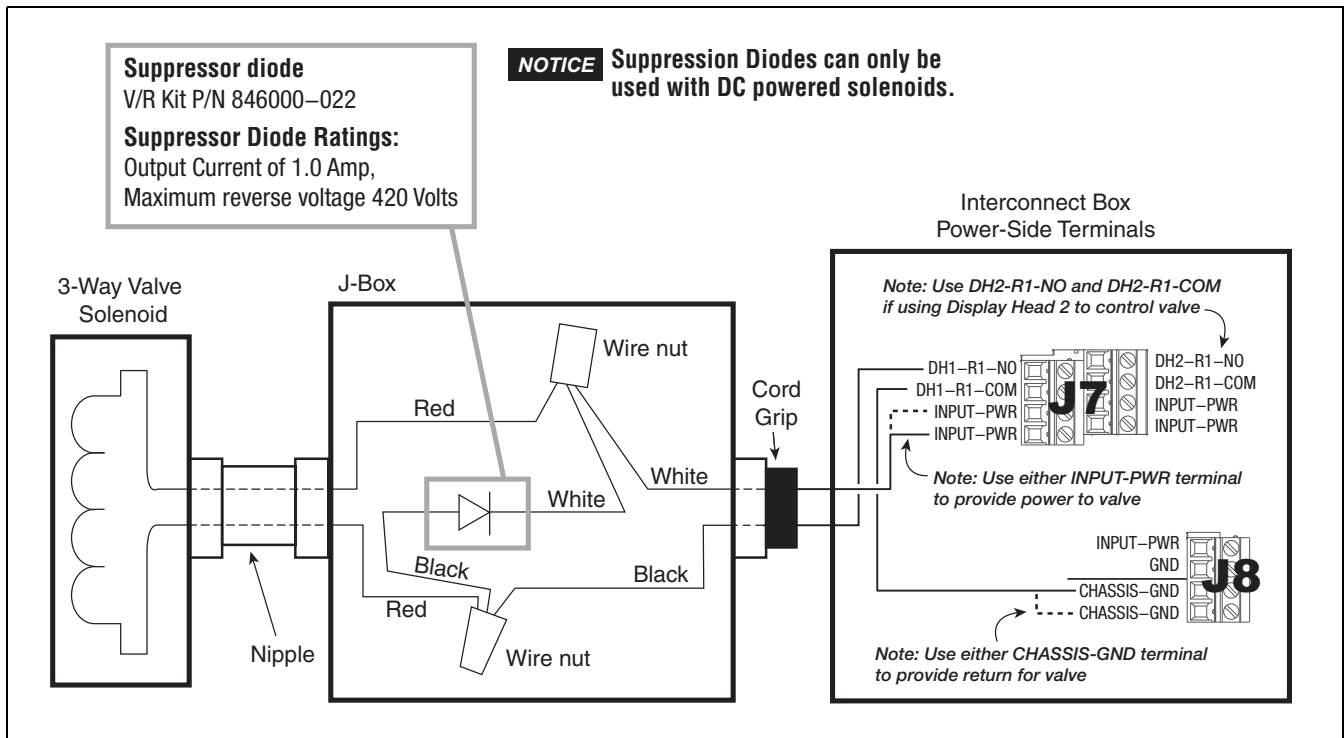 Suppressor diode
V/R Kit P/N 846000–022
Suppressor Diode Ratings:
Output Current of 1.0 Amp,
Maximum reverse voltage 420 Volts
NOTICE Suppression Diodes can only be
used with DC powered solenoids.
3-Way Valve
Solenoid
J-Box
Wire nut
Red
White
White
Black
Black
Red
Wire nut
Nipple
Cord
Grip
Interconnect Box
Power-Side Terminals
Note: Use DH2-R1-NO and DH2-R1-COM
if using Display Head 2 to control valve
DH1–R1–NO
DH1–R1–COM
INPUT–PWR
INPUT–PWR
J7
DH2–R1–NO
DH2–R1–COM
INPUT–PWR
INPUT–PWR
Note: Use either INPUT-PWR terminal
to provide power to valve
INPUT–PWR
GND
CHASSIS–GND
CHASSIS–GND
J8
Note: Use either CHASSIS-GND terminal
to provide return for valve